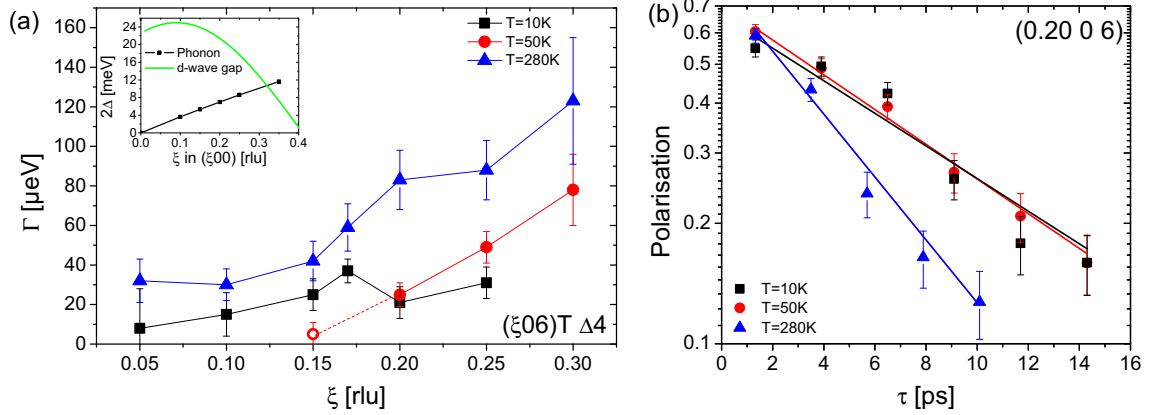 (a)
160
140
120
100
80
60
40
20
0
Γ [µeV]
0.05 0.10 0.15 0.20 0.25 0.30
ξ [rlu]
T=10K
T=50K
T=280K
(ξ06)T Δ4
24
20
16
12
8
4
0
2Δ [meV]
Phonon
d-wave gap
0.0 0.1 0.2 0.3 0.4
ξ in (ξ00) [rlu]
(b)
0.7
0.6
0.5
0.4
0.3
0.2
0.1
Polarisation
(0.20 0 6)
T=10K
T=50K
T=280K
0 2 4 6 8 10 12 14 16
τ [ps]